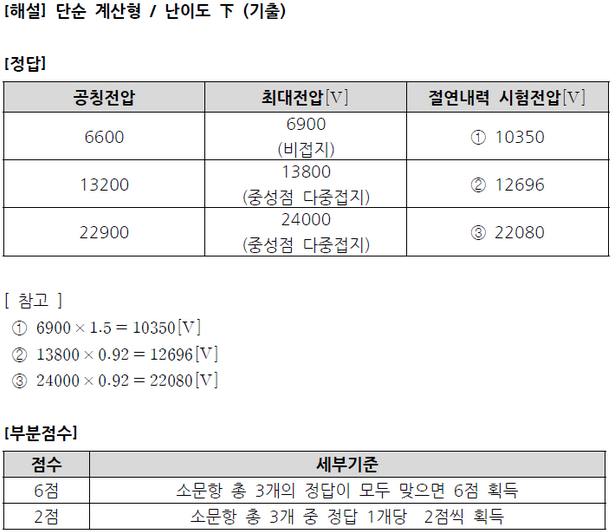 [해설] 단순 계산형 / 난이도 下 (기출)
[정답]
공칭전압 최대전압[V] 절연내력 시험전압[V]
6600 6900 (비접지) ① 10350
13200 13800 (중성점 다중접지) ② 12696
22900 24000 (중성점 다중접지) ③ 22080
[ 참고 ]
① 6900 × 1.5 = 10350[V]
② 13800 × 0.92 = 12696[V]
③ 24000 × 0.92 = 22080[V]
[부분점수]
점수 세부기준
6점 소문항 총 3개의 정답이 모두 맞으면 6점 획득
2점 소문항 총 3개 중 정답 1개당 2점씩 획득